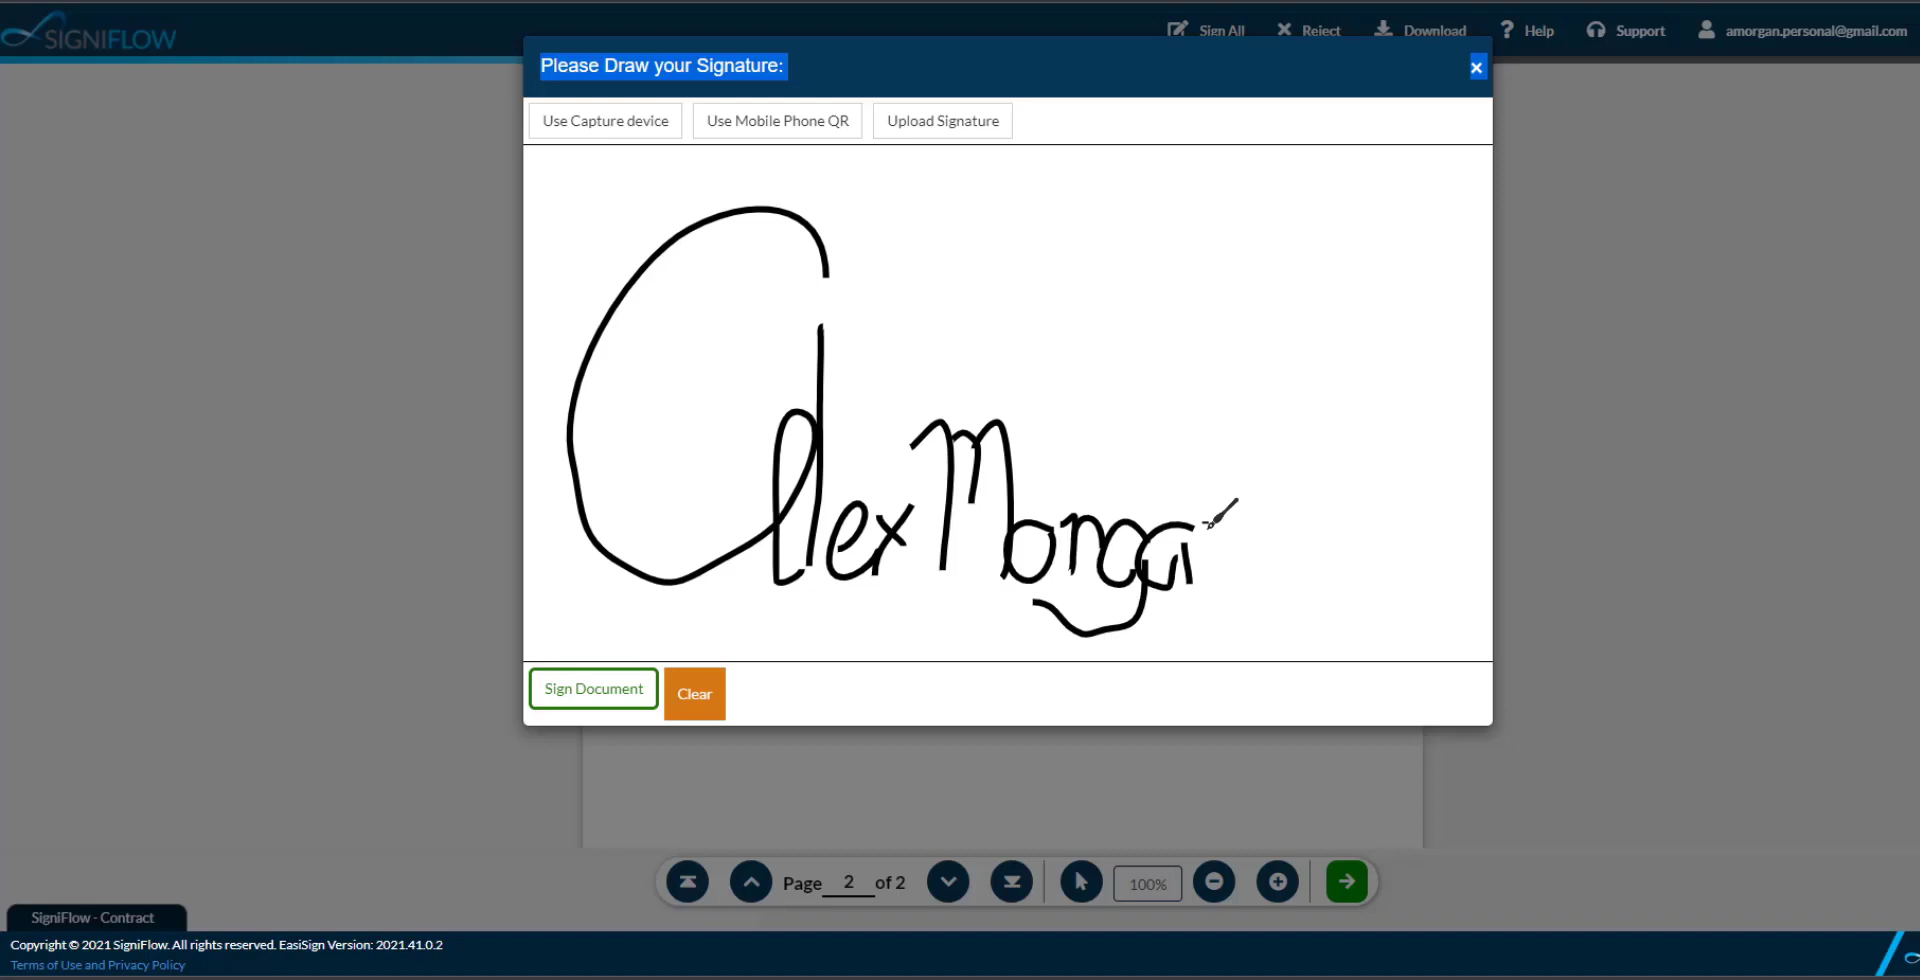 SIGNIFLOW
Sign All Reject Download ? Help Support amorgan.personal@gmail.com
Please Draw your Signature: x
Use Capture device Use Mobile Phone QR Upload Signature
Alex Morgan
Sign Document Clear
Page 2 of 2 100%
SigniFlow - Contract
Copyright © 2021 SigniFlow. All rights reserved. EasiSign Version: 2021.41.0.2
Terms of Use and Privacy Policy